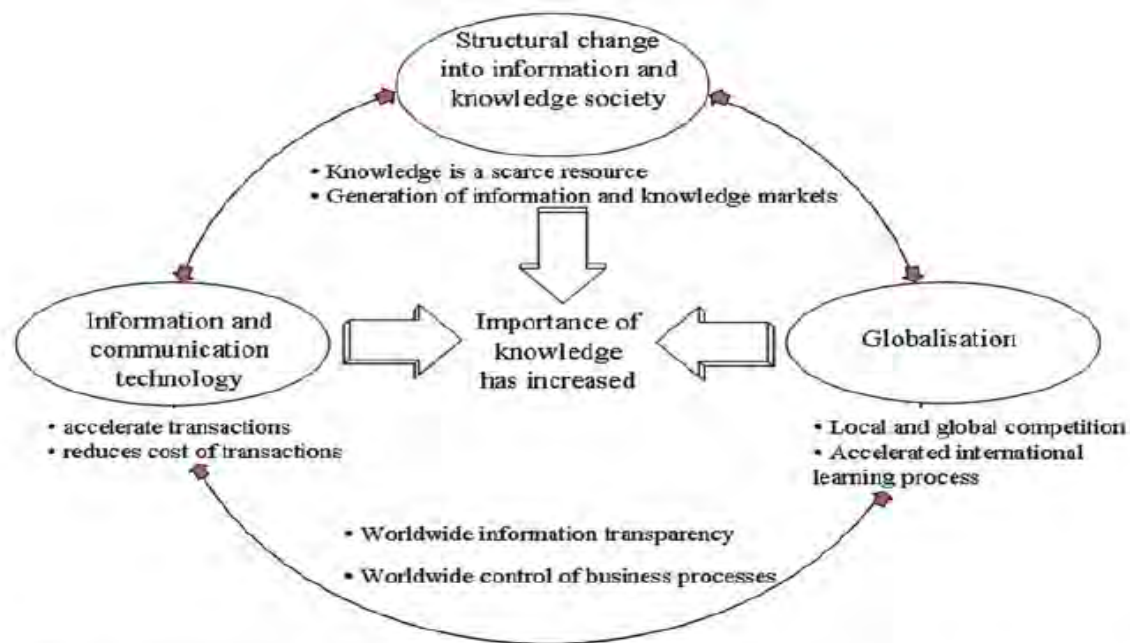 Structural change
into information and
knowledge society
• Knowledge is a scarce resource
• Generation of information and knowledge markets
Information and
communication
technology
Importance of
knowledge
has increased
Globalisation
• accelerate transactions
• reduces cost of transactions
• Local and global competition
• Accelerated international
learning process
• Worldwide information transparency
• Worldwide control of business processes